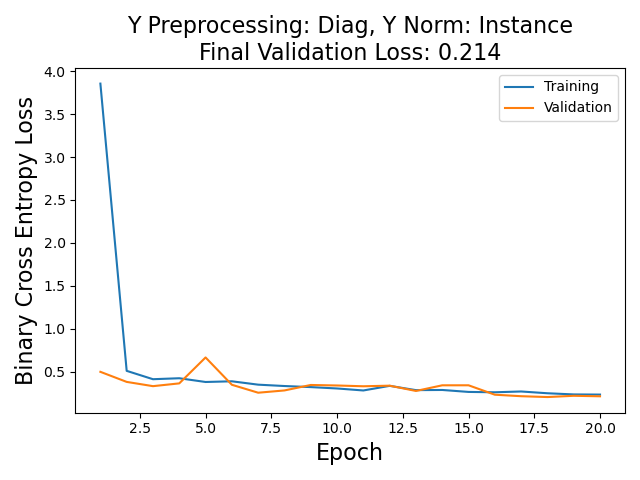 Y Preprocessing: Diag, Y Norm: Instance
Final Validation Loss: 0.214
4.0
3.5
3.0
2.5
2.0
1.5
1.0
0.5
Binary Cross Entropy Loss
Training
Validation
2.5 5.0 7.5 10.0 12.5 15.0 17.5 20.0
Epoch